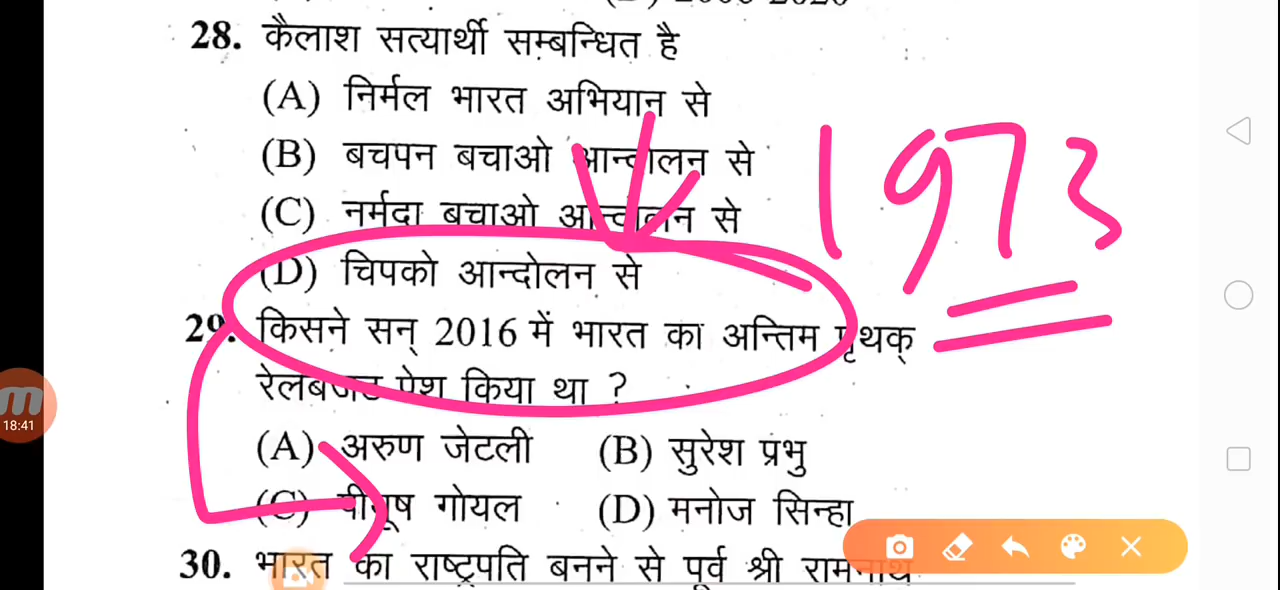 28. कैलाश सत्यार्थी सम्बन्धित है
(A) निर्मल भारत अभियान से
(B) बचपन बचाओ आन्दोलन से
(C) नर्मदा बचाओ आन्दोलन से
1973
(D) चिपको आन्दोलन से
29. किसने सन् 2016 में भारत का अन्तिम पृथक्
रेलबजट पेश किया था ?
(A) अरुण जेटली (B) सुरेश प्रभु
(C) पीयूष गोयल (D) मनोज सिन्हा
30. भारत का राष्ट्रपति बनने से पूर्व श्री रामनाथ
18:41